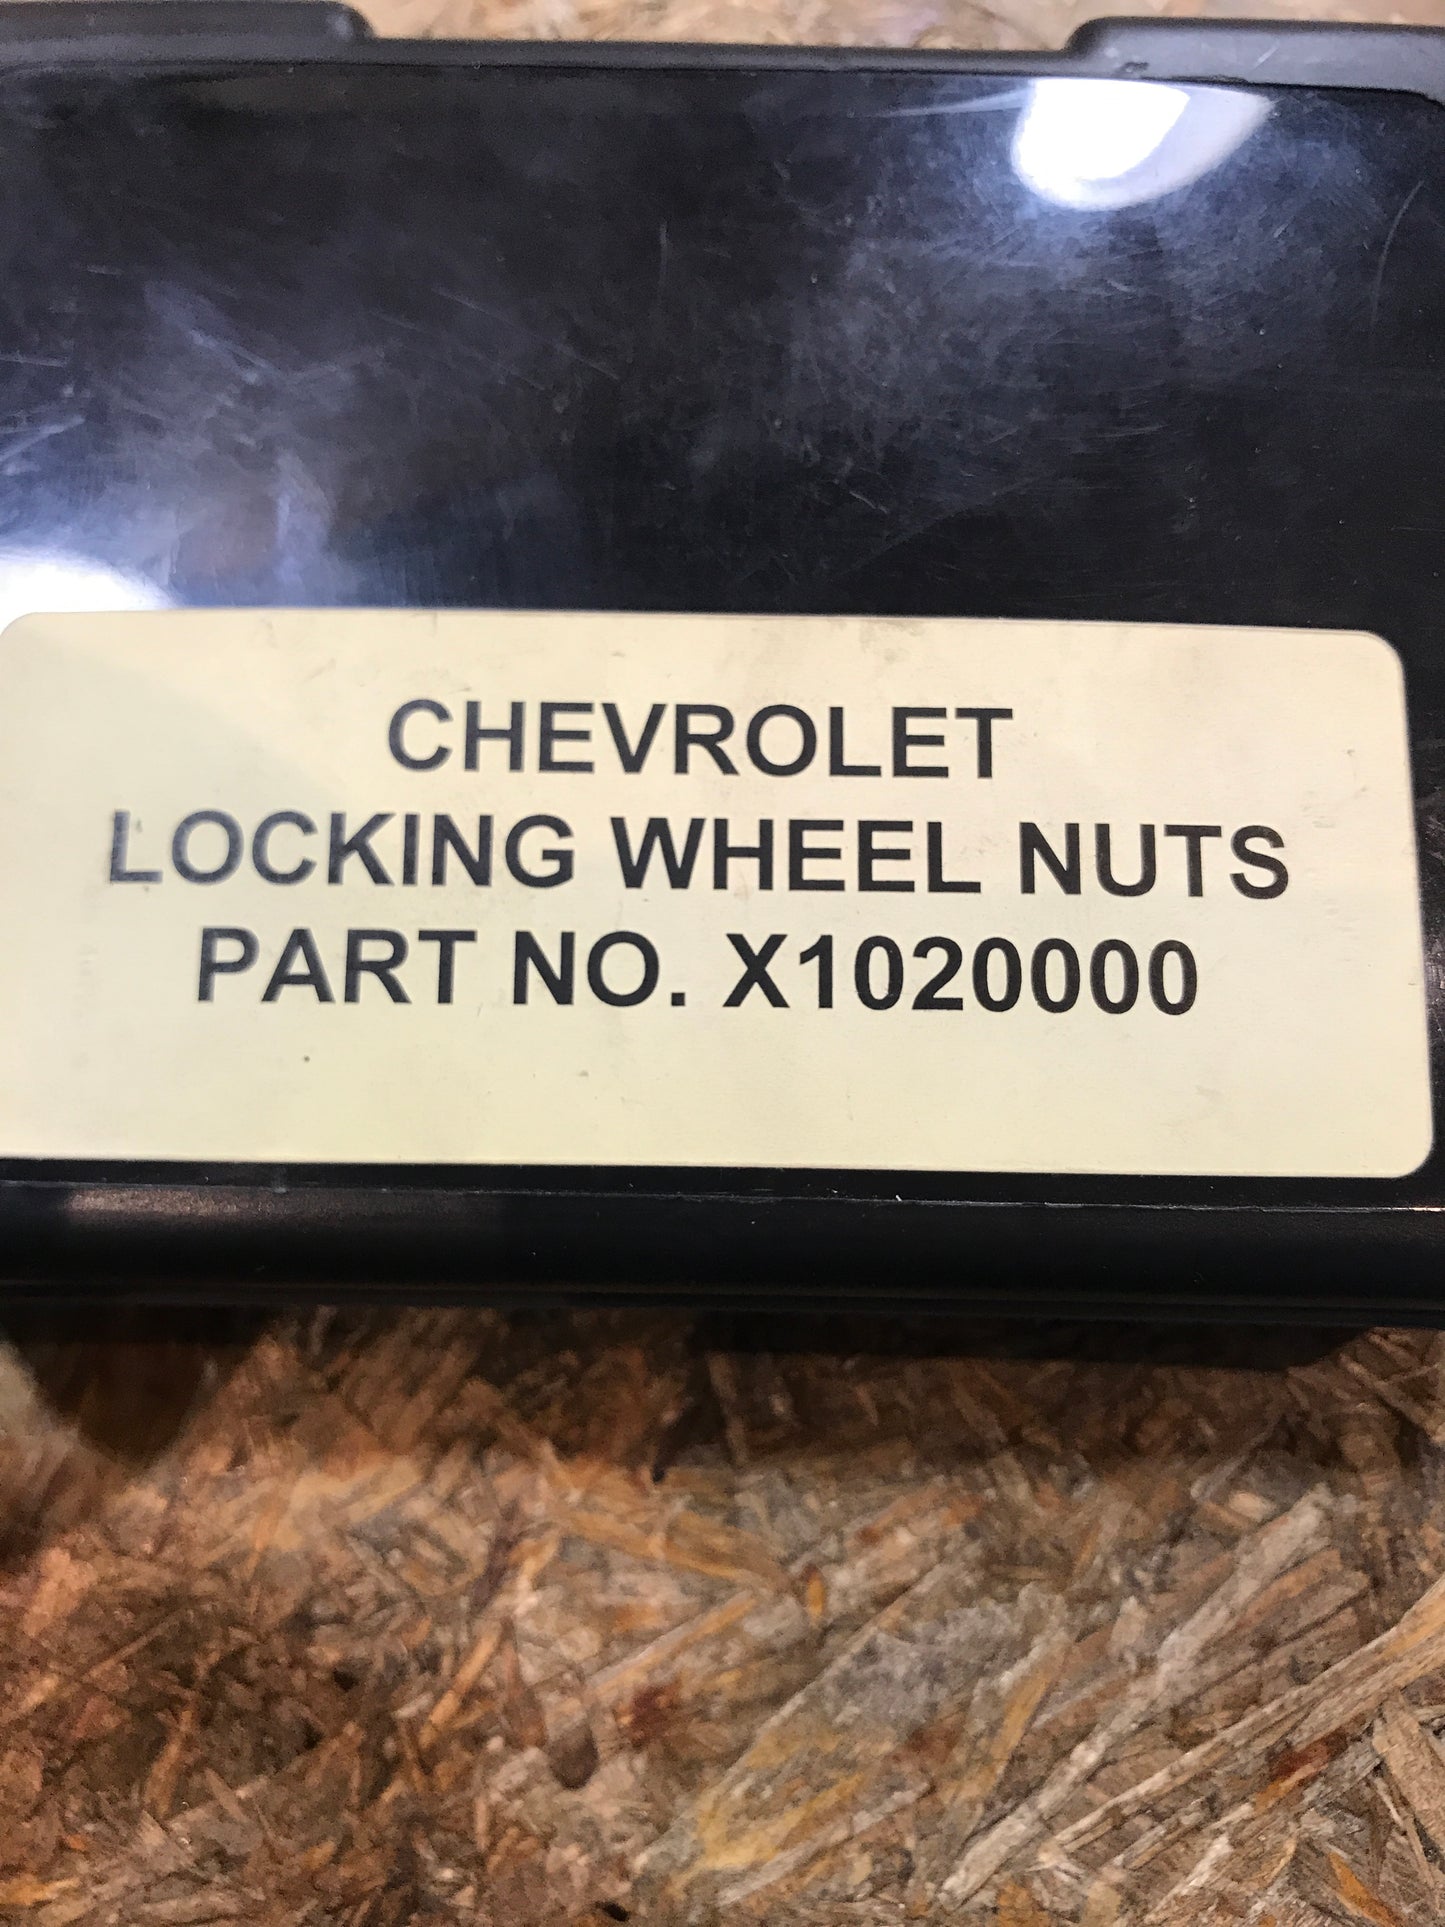 CHEVROLET
LOCKING WHEEL NUTS
PART NO. X1020000